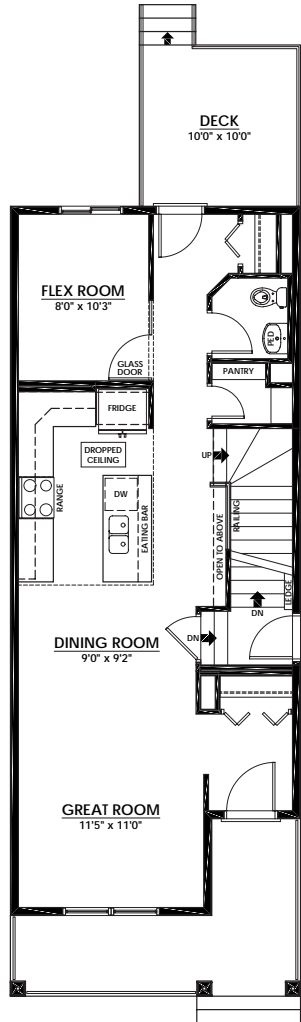 DECK
10'0" x 10'0"
FLEX ROOM
8'0" x 10'3"
GLASS
DOOR
PED
PANTRY
FRIDGE
DROPPED
CEILING
UP
RANGE
DW
EATING BAR
OPEN TO ABOVE
RAILING
LEDGE
DN
DN
DINING ROOM
9'0" x 9'2"
GREAT ROOM
11'5" x 11'0"